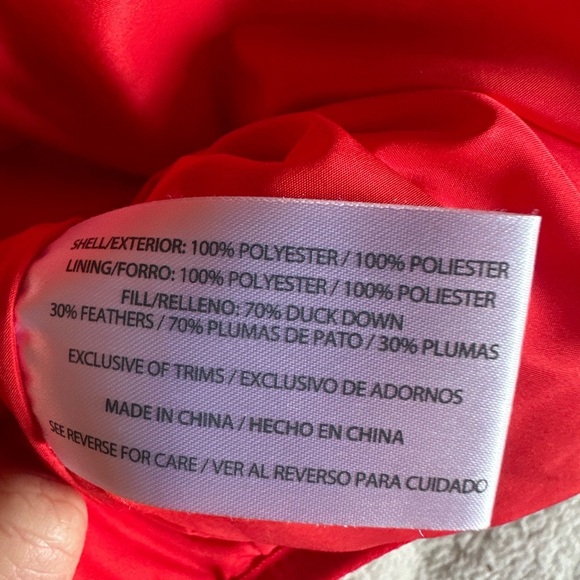 SHELL/EXTERIOR: 100% POLYESTER / 100% POLIESTER
LINING/FORRO: 100% POLYESTER / 100% POLIESTER
FILL/RELLENO: 70% DUCK DOWN
30% FEATHERS / 70% PLUMAS DE PATO / 30% PLUMAS
EXCLUSIVE OF TRIMS / EXCLUSIVO DE ADORNOS
MADE IN CHINA / HECHO EN CHINA
SEE REVERSE FOR CARE / VER AL REVERSO PARA CUIDADO